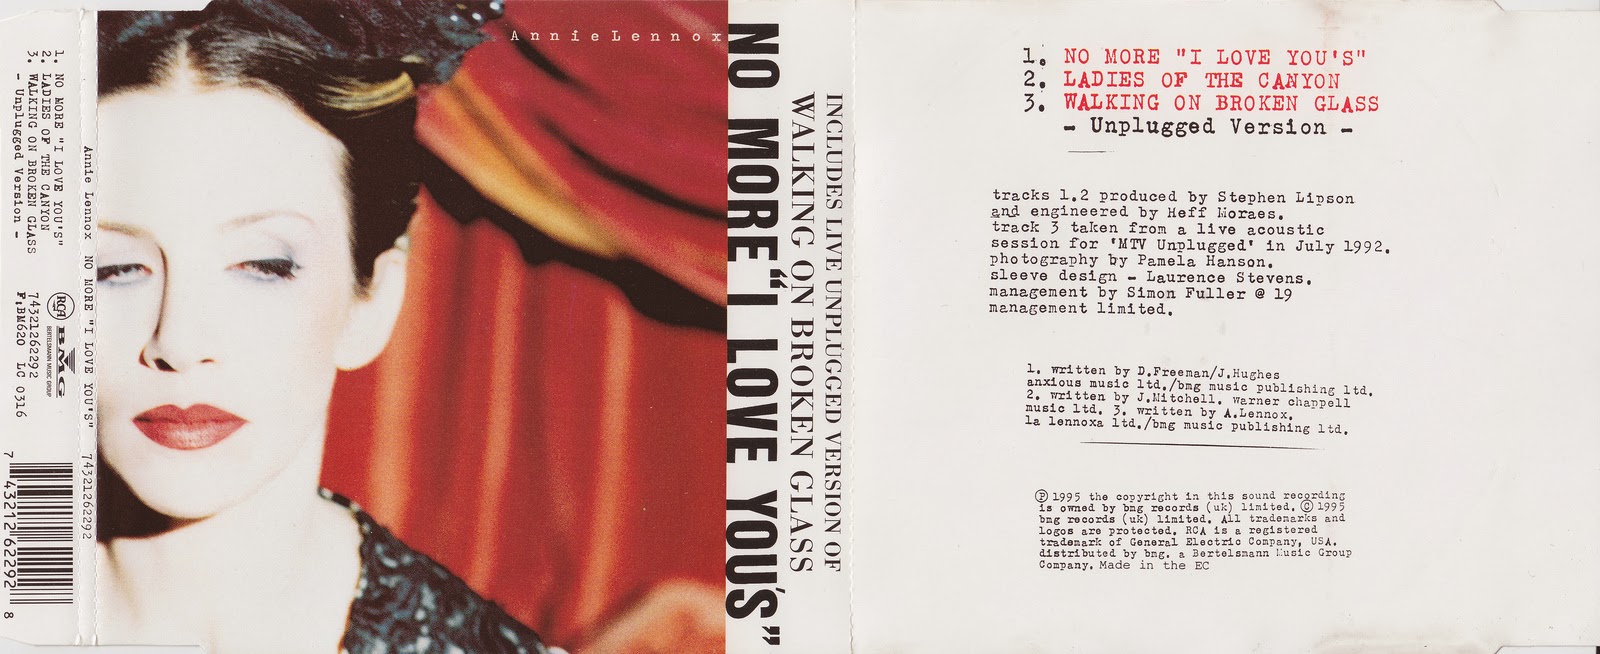 1. NO MORE "I LOVE YOU'S"
2. LADIES OF THE CANYON
3. WALKING ON BROKEN GLASS
- Unplugged Version -
RCA
BMG
BERTELSMANN MUSIC GROUP
74321262292
F:BM620 LC 0316
7 43212 62292 8
Annie Lennox NO MORE "I LOVE YOU'S" 74321262292
Annie Lennox
NO MORE "I LOVE YOU'S"
INCLUDES LIVE UNPLUGGED VERSION OF
WALKING ON BROKEN GLASS
1. NO MORE "I LOVE YOU'S"
2. LADIES OF THE CANYON
3. WALKING ON BROKEN GLASS
- Unplugged Version -
tracks 1.2 produced by Stephen Lipson
and engineered by Heff Moraes.
track 3 taken from a live acoustic
session for 'MTV Unplugged' in July 1992.
photography by Pamela Hanson.
sleeve design - Laurence Stevens.
management by Simon Fuller @ 19
management limited.
1. written by D.Freeman/J.Hughes
anxious music ltd./bmg music publishing ltd.
2. written by J.Mitchell. warner chappell
music ltd. 3. written by A.Lennox.
la lennoxa ltd./bmg music publishing ltd.
Ⓟ 1995 the copyright in this sound recording
is owned by bmg records (uk) limited. © 1995
bmg records (uk) limited. All trademarks and
logos are protected. RCA is a registered
trademark of General Electric Company, USA.
distributed by bmg. a Bertelsmann Music Group
Company. Made in the EC